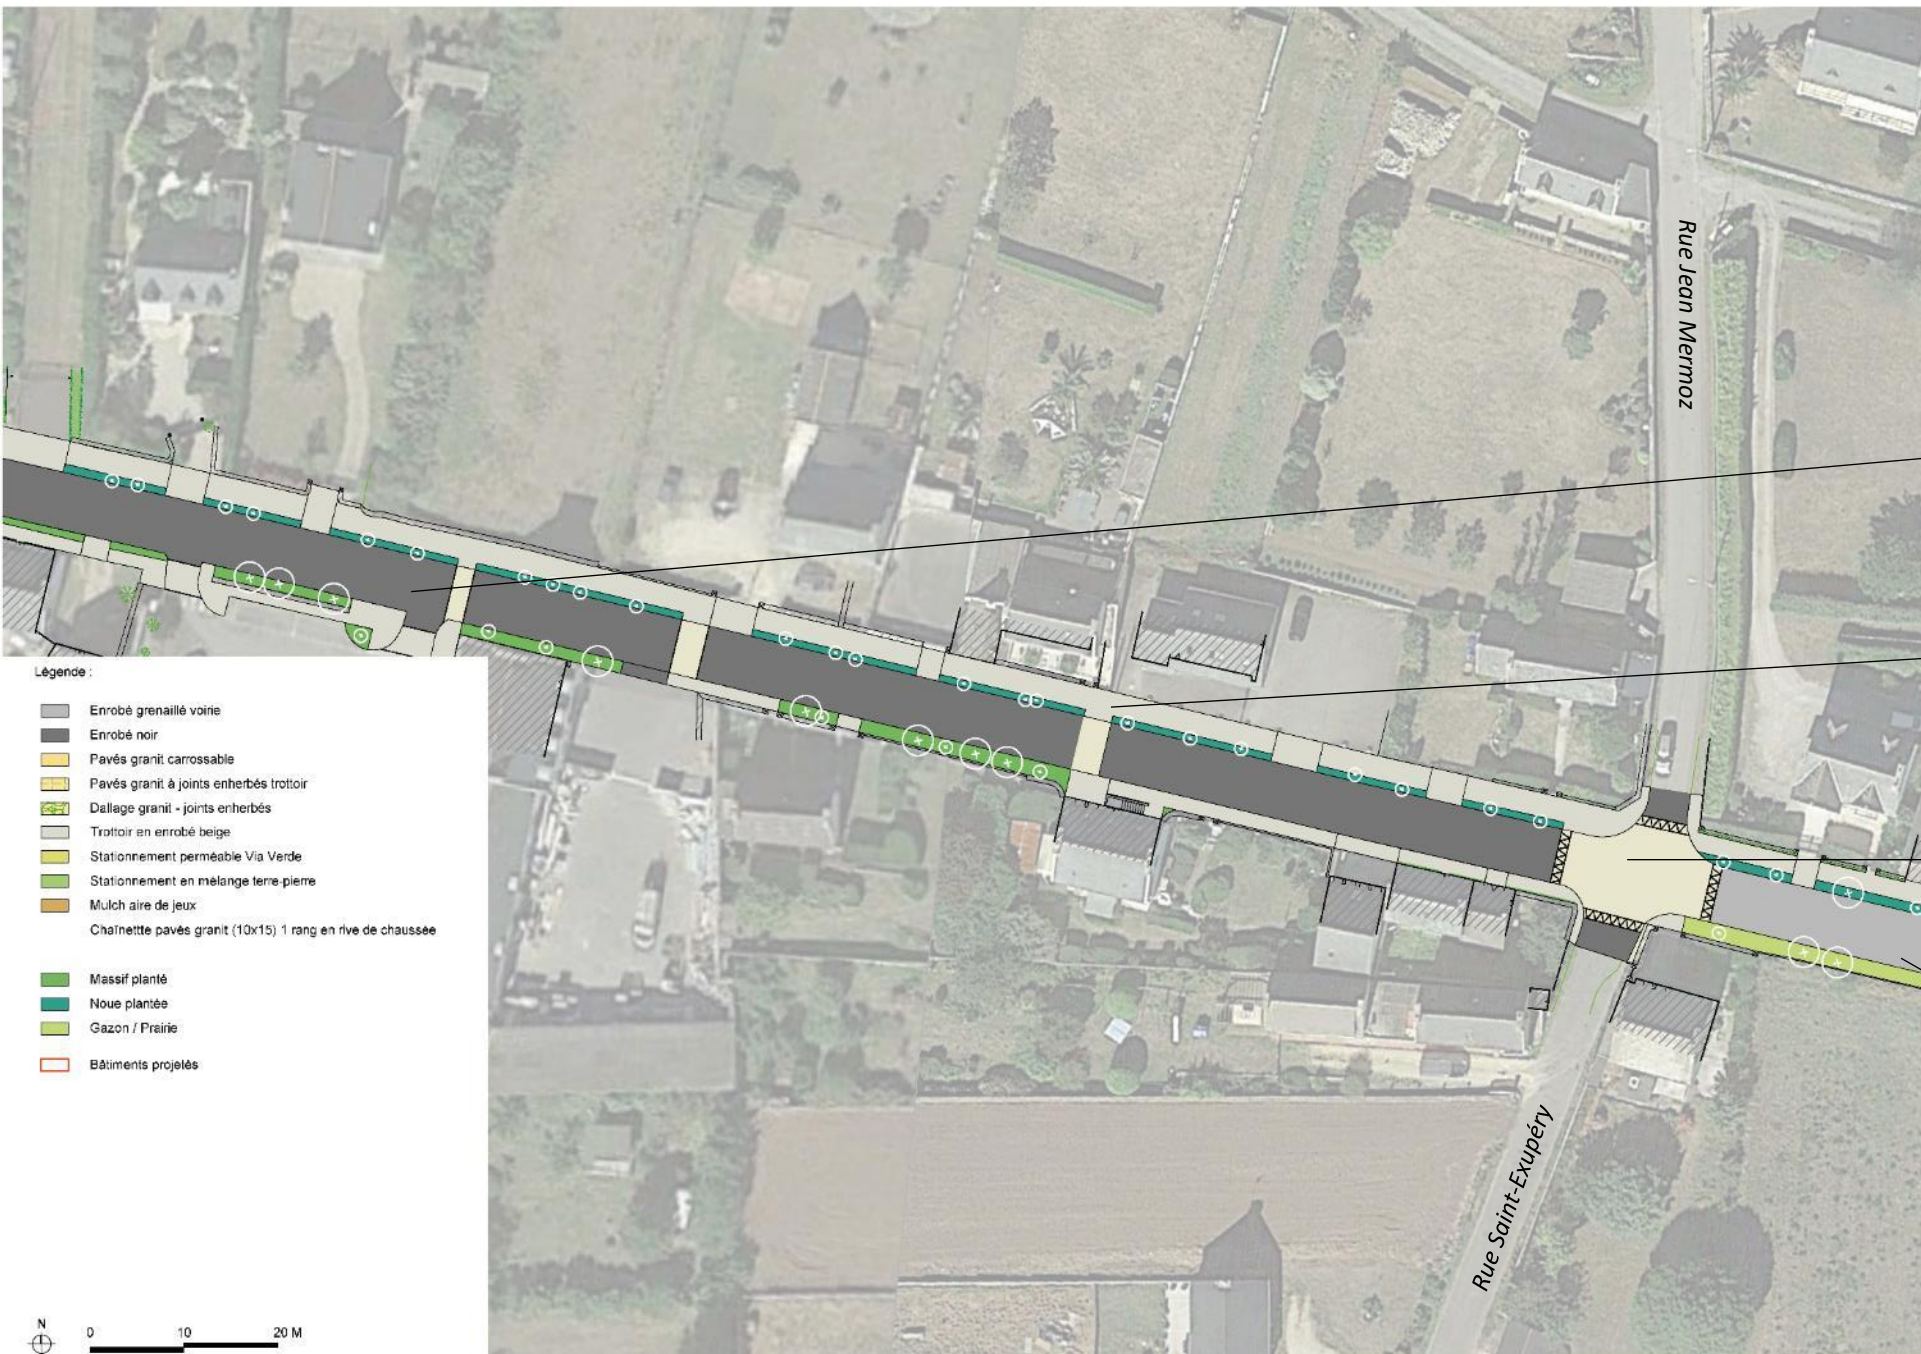 Rue Jean Mermoz
Légende :
Enrobé grenaillé voirie
Enrobé noir
Pavés granit carrossable
Pavés granit à joints enherbés trottoir
Dallage granit - joints enherbés
Trottoir en enrobé beige
Stationnement perméable Via Verde
Stationnement en mélange terre-pierre
Mulch aire de jeux
Chaînettte pavés granit (10x15) 1 rang en rive de chaussée
Massif planté
Noue plantée
Gazon / Prairie
Bâtiments projetés
Rue Saint-Exupéry
N
0 10 20 M